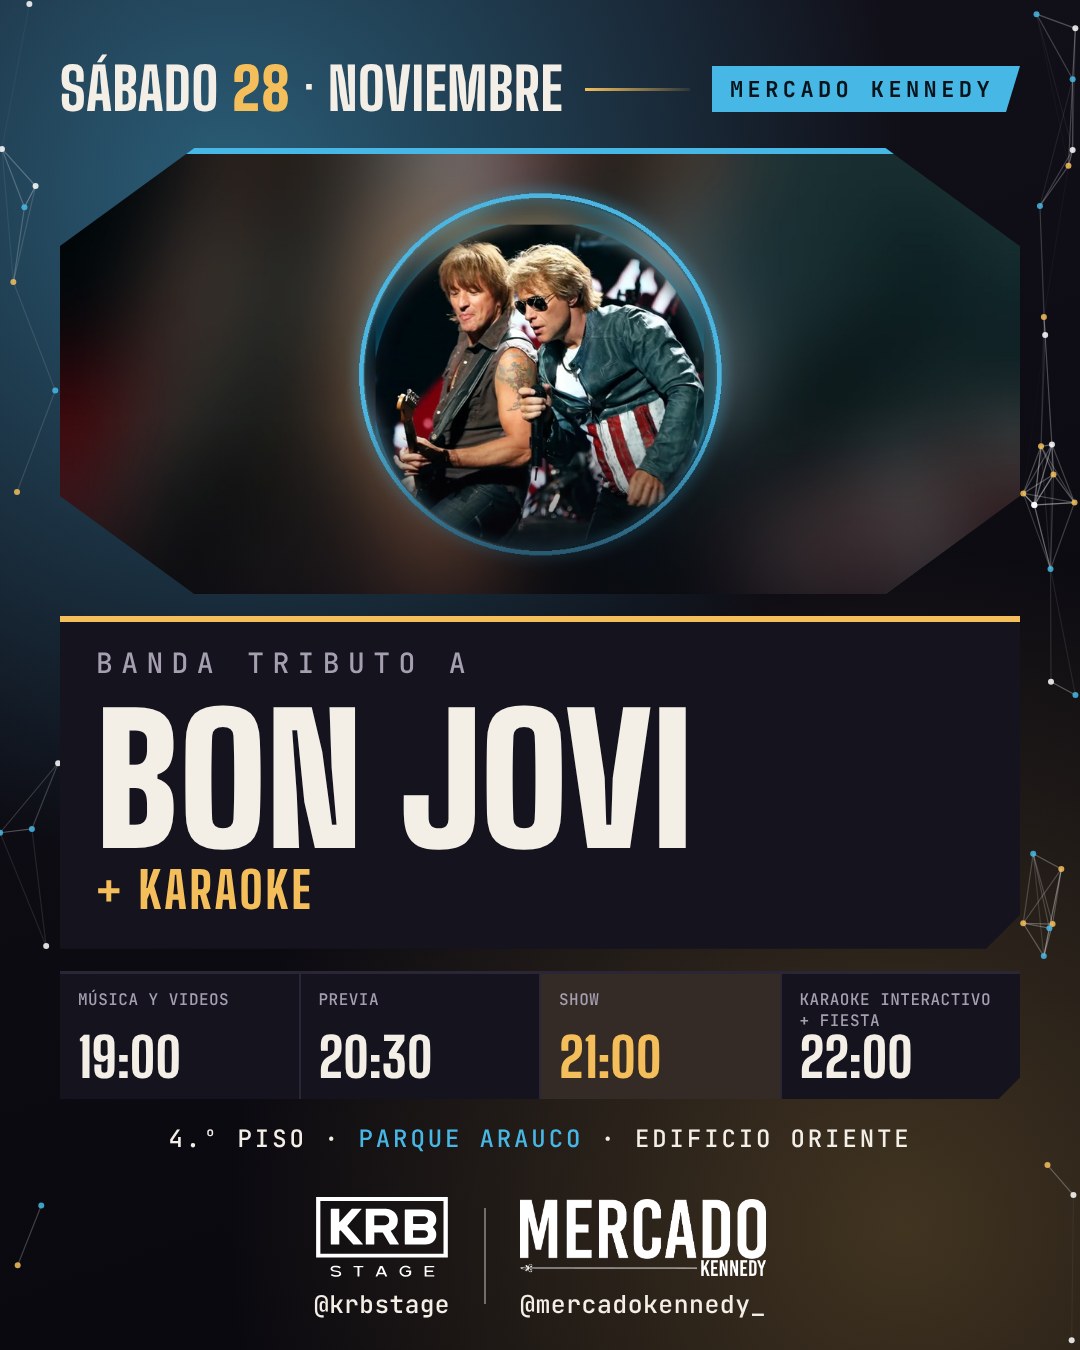 SÁBADO 28 · NOVIEMBRE
MERCADO KENNEDY
BANDA TRIBUTO A
BON JOVI
+ KARAOKE
MÚSICA Y VIDEOS
19:00
PREVIA
20:30
SHOW
21:00
KARAOKE INTERACTIVO
+ FIESTA
22:00
4.º PISO · PARQUE ARAUCO · EDIFICIO ORIENTE
KRB
STAGE
@krbstage
MERCADO
KENNEDY
@mercadokennedy_